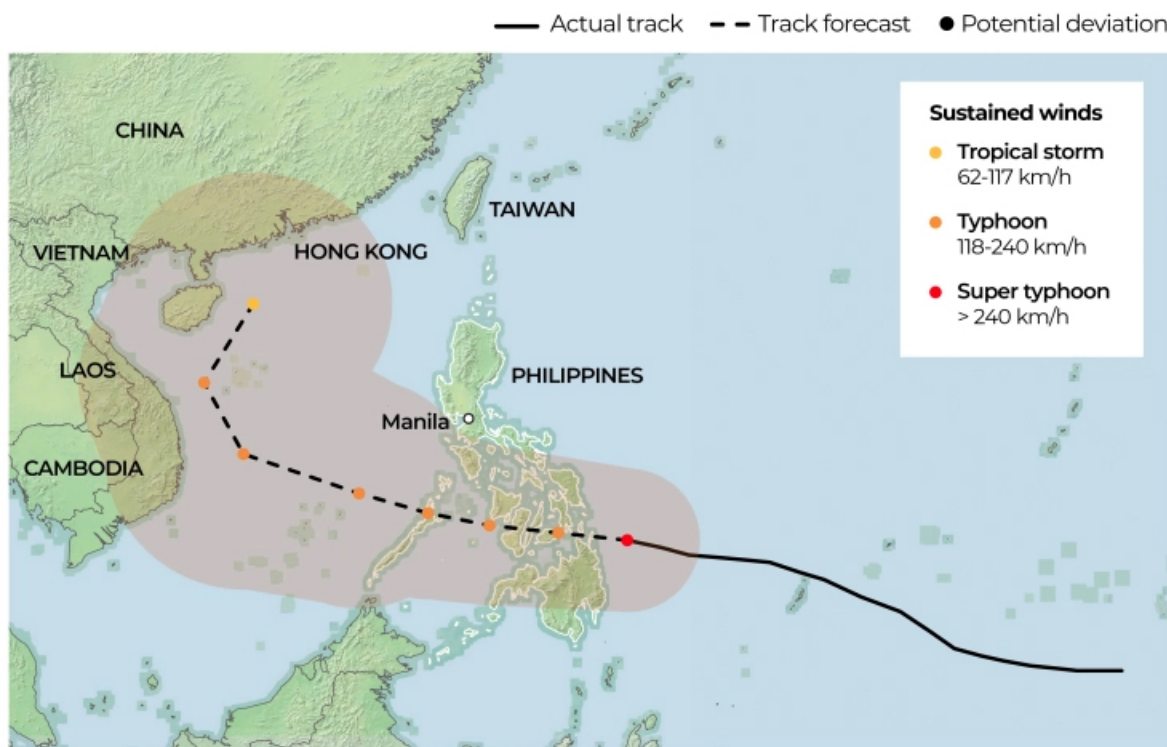 Actual track
Track forecast
Potential deviation
Sustained winds
Tropical storm
62-117 km/h
Typhoon
118-240 km/h
Super typhoon
> 240 km/h
CHINA
TAIWAN
VIETNAM
HONG KONG
LAOS
PHILIPPINES
Manila
CAMBODIA